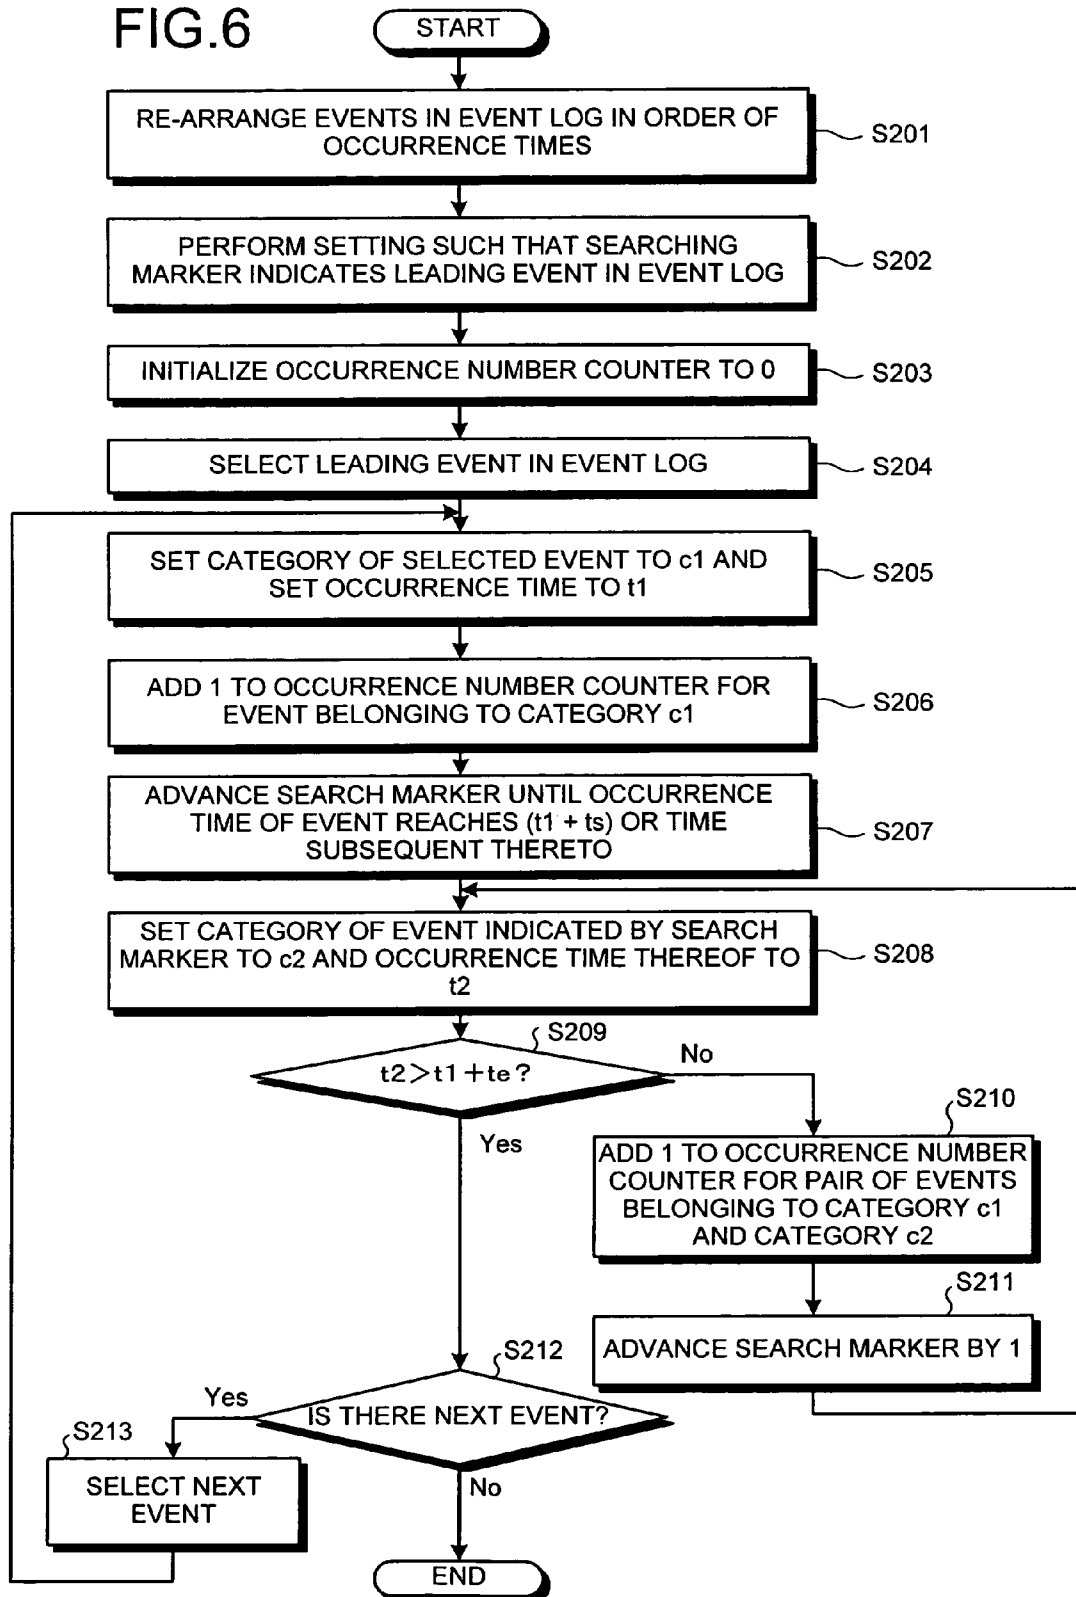 FIG.6
START
RE-ARRANGE EVENTS IN EVENT LOG IN ORDER OF
OCCURRENCE TIMES
S201
PERFORM SETTING SUCH THAT SEARCHING
MARKER INDICATES LEADING EVENT IN EVENT LOG
S202
INITIALIZE OCCURRENCE NUMBER COUNTER TO 0
S203
SELECT LEADING EVENT IN EVENT LOG
S204
SET CATEGORY OF SELECTED EVENT TO c1 AND
SET OCCURRENCE TIME TO t1
S205
ADD 1 TO OCCURRENCE NUMBER COUNTER FOR
EVENT BELONGING TO CATEGORY c1
S206
ADVANCE SEARCH MARKER UNTIL OCCURRENCE
TIME OF EVENT REACHES (t1 + ts) OR TIME
SUBSEQUENT THERETO
S207
SET CATEGORY OF EVENT INDICATED BY SEARCH
MARKER TO c2 AND OCCURRENCE TIME THEREOF TO
t2
S208
S209
t2>t1+te?
No
Yes
S210
ADD 1 TO OCCURRENCE NUMBER
COUNTER FOR PAIR OF EVENTS
BELONGING TO CATEGORY c1
AND CATEGORY c2
S211
ADVANCE SEARCH MARKER BY 1
S212
IS THERE NEXT EVENT?
Yes
S213
SELECT NEXT
EVENT
No
END